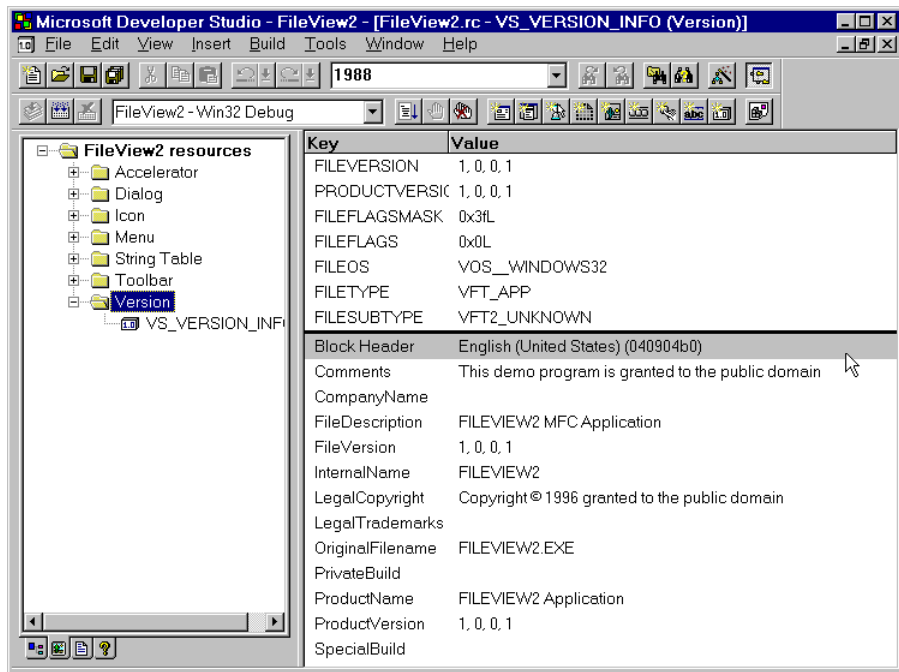 Microsoft Developer Studio - FileView2 - [FileView2.rc - VS_VERSION_INFO (Version)]
File Edit View Insert Build Tools Window Help
1988
FileView2 - Win32 Debug
FileView2 resources
Accelerator
Dialog
Icon
Menu
String Table
Toolbar
Version
VS_VERSION_INF
Key Value
FILEVERSION 1, 0, 0, 1
PRODUCTVERSI( 1, 0, 0, 1
FILEFLAGSMASK 0x3fL
FILEFLAGS 0x0L
FILEOS VOS__WINDOWS32
FILETYPE VFT_APP
FILESUBTYPE VFT2_UNKNOWN
Block Header English (United States) (040904b0)
Comments This demo program is granted to the public domain
CompanyName
FileDescription FILEVIEW2 MFC Application
FileVersion 1, 0, 0, 1
InternalName FILEVIEW2
LegalCopyright Copyright © 1996 granted to the public domain
LegalTrademarks
OriginalFilename FILEVIEW2.EXE
PrivateBuild
ProductName FILEVIEW2 Application
ProductVersion 1, 0, 0, 1
SpecialBuild